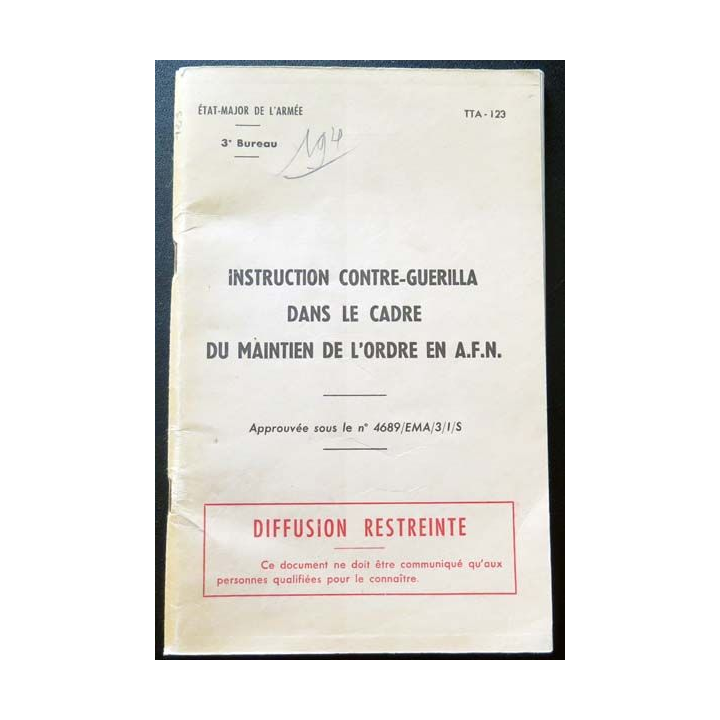 ÉTAT-MAJOR DE L'ARMÉE
TTA - 123
3e Bureau
194
INSTRUCTION CONTRE-GUERILLA
DANS LE CADRE
DU MAINTIEN DE L'ORDRE EN A.F.N.
Approuvée sous le n° 4689/EMA/3/I/S
DIFFUSION RESTREINTE
Ce document ne doit être communiqué qu'aux
personnes qualifiées pour le connaître.